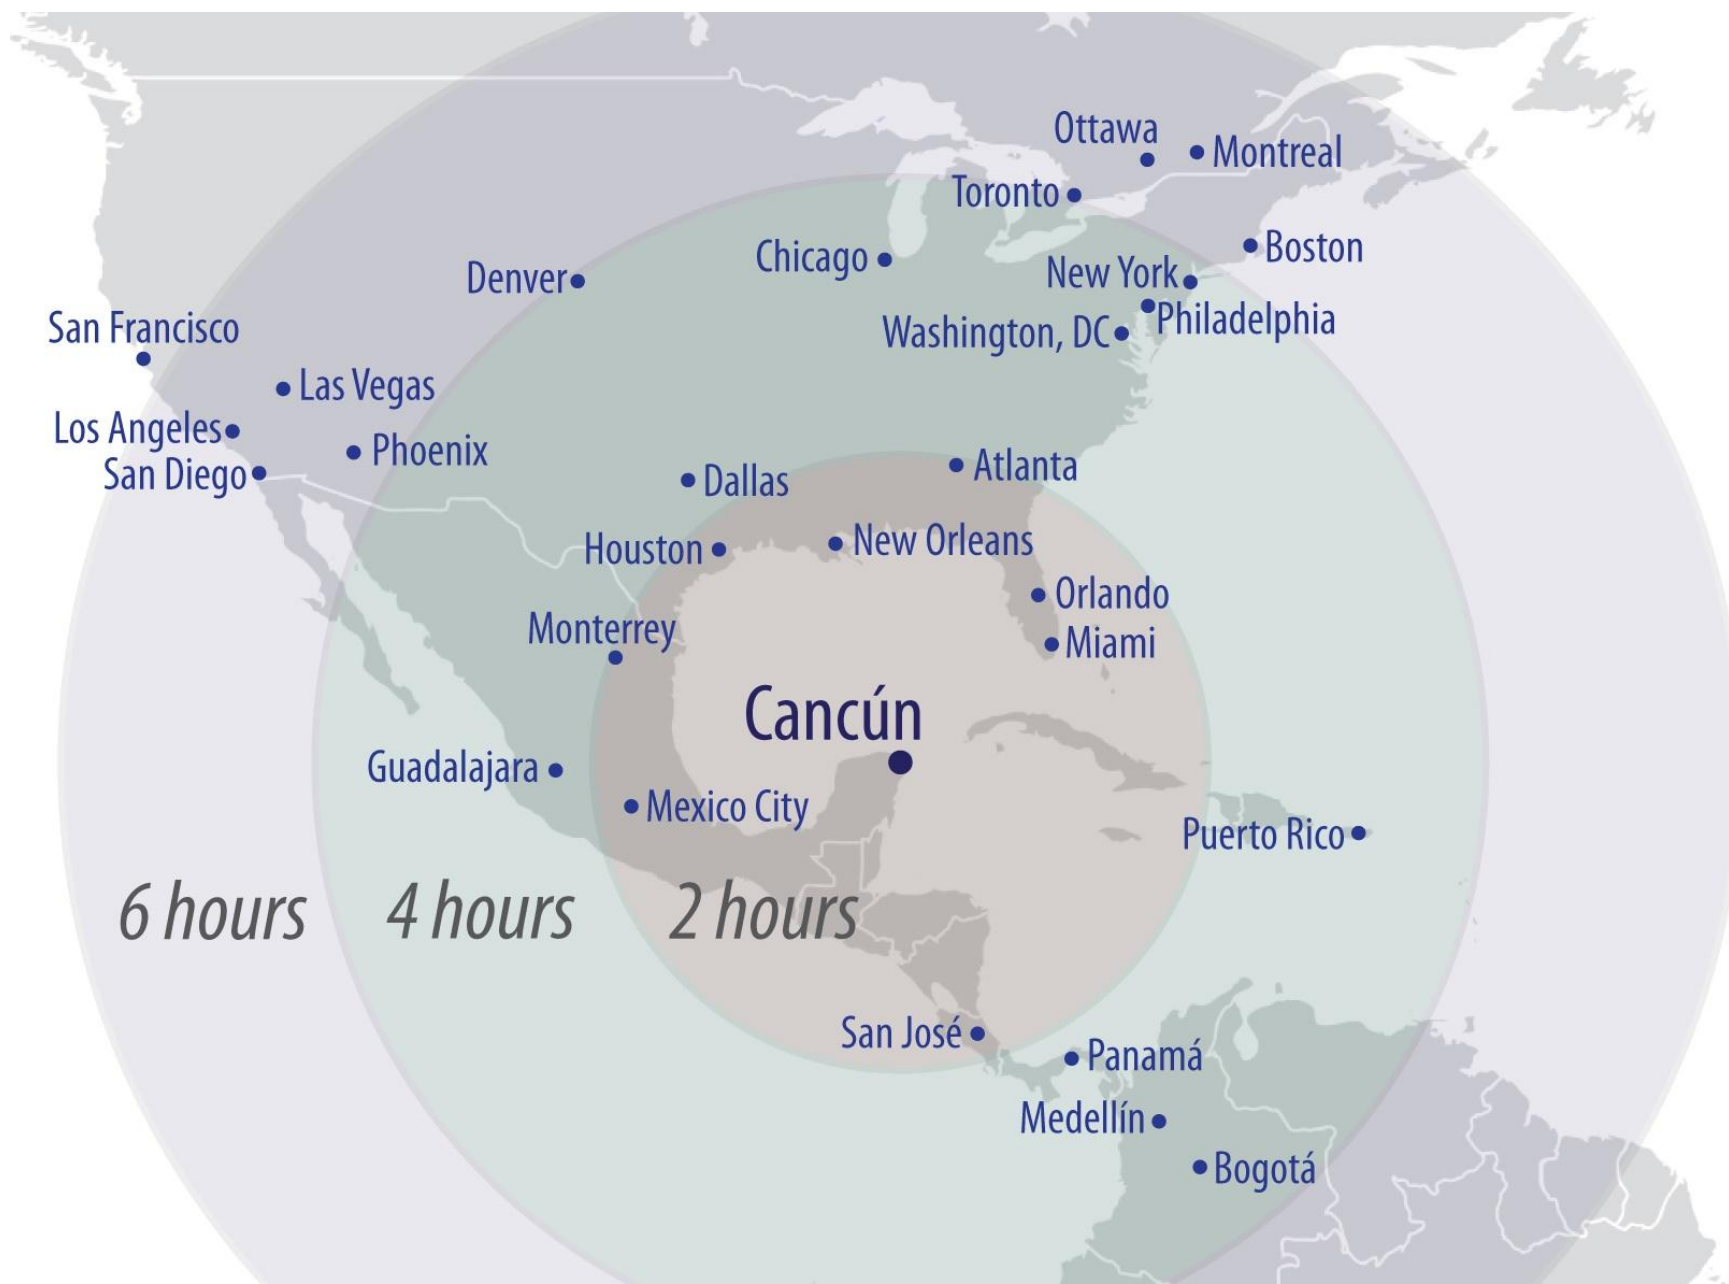 Ottawa
Montreal
Toronto
Boston
Chicago
New York
Denver
Philadelphia
Washington, DC
San Francisco
Las Vegas
Los Angeles
Phoenix
San Diego
Dallas
Atlanta
Houston
New Orleans
Orlando
Monterrey
Miami
Cancún
Guadalajara
Mexico City
Puerto Rico
6 hours
4 hours
2 hours
San José
Panamá
Medellín
Bogotá